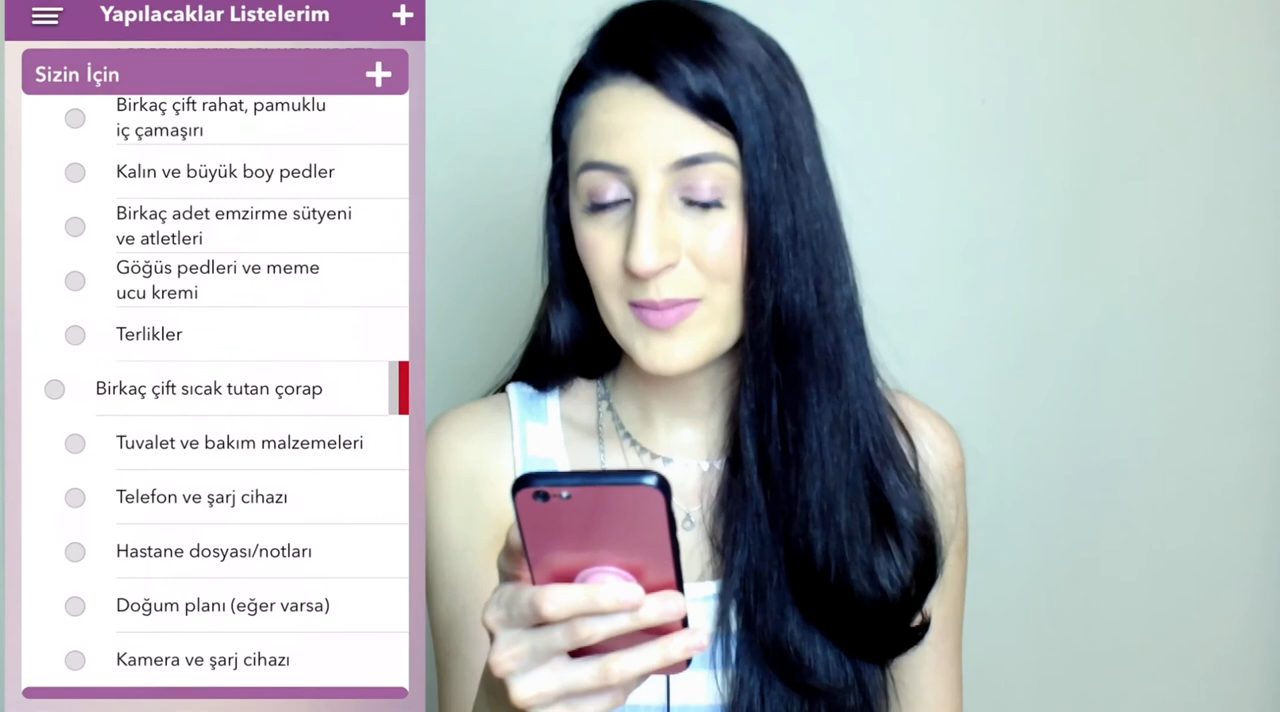 Yapılacaklar Listelerim
Sizin İçin
Birkaç çift rahat, pamuklu
iç çamaşırı
Kalın ve büyük boy pedler
Birkaç adet emzirme sütyeni
ve atletleri
Göğüs pedleri ve meme
ucu kremi
Terlikler
Birkaç çift sıcak tutan çorap
Tuvalet ve bakım malzemeleri
Telefon ve şarj cihazı
Hastane dosyası/notları
Doğum planı (eğer varsa)
Kamera ve şarj cihazı